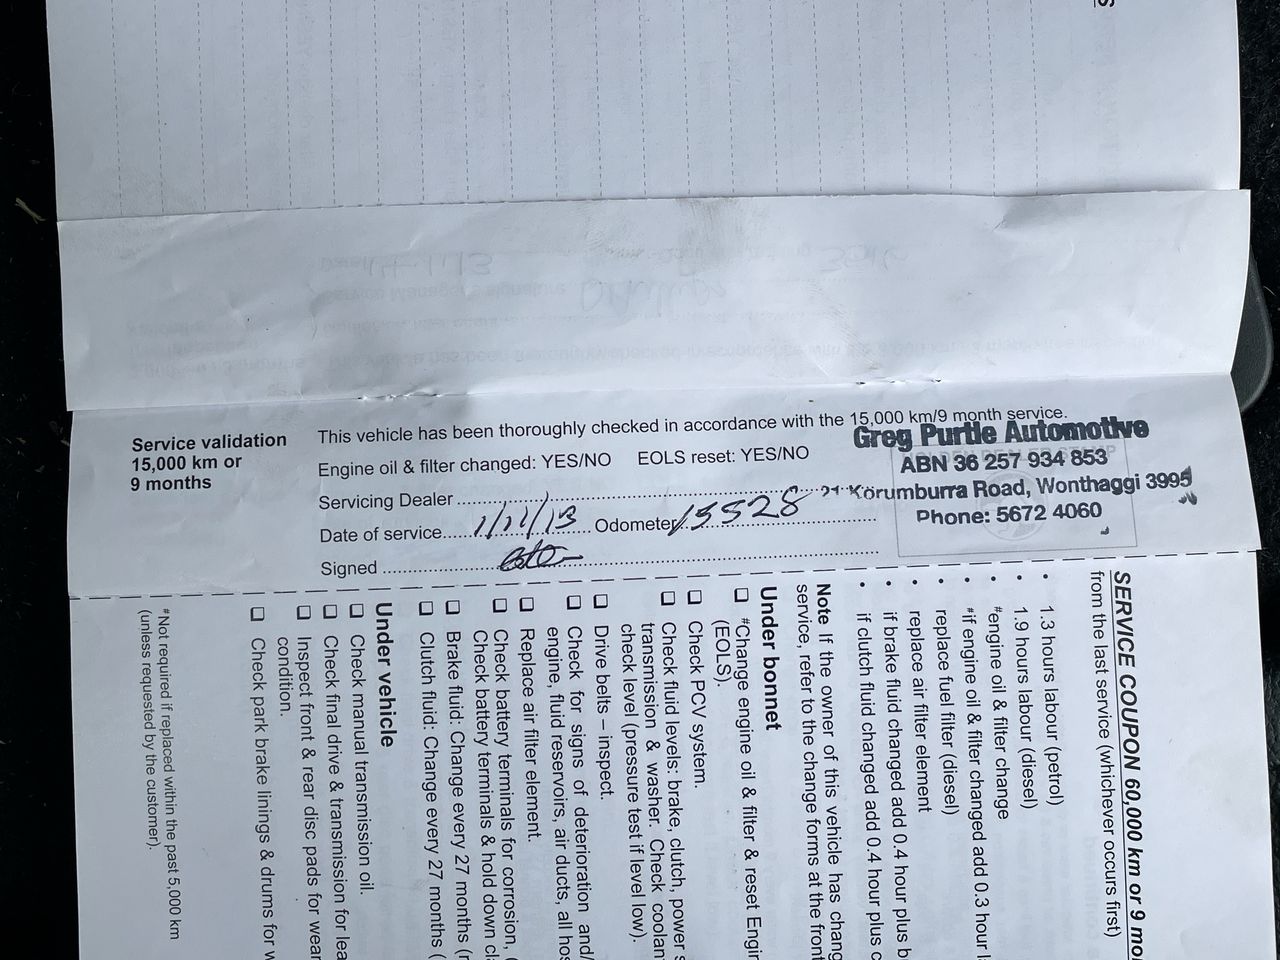 Service validation
15,000 km or
9 months
This vehicle has been thoroughly checked in accordance with the 15,000 km/9 month service.
Engine oil & filter changed: YES/NO EOLS reset: YES/NO
Servicing Dealer
Date of service 1/11/13 Odometer 15528
Signed
Greg Purtle Automotive
ABN 36 257 934 853
21 Korumburra Road, Wonthaggi 3995
Phone: 5672 4060
SERVICE COUPON 60,000 km or 9 mo
from the last service (whichever occurs first)
• 1.3 hours labour (petrol)
• 1.9 hours labour (diesel)
• #engine oil & filter change
• #if engine oil & filter changed add 0.3 hour
• replace fuel filter (diesel)
• replace air filter element
• if brake fluid changed add 0.4 hour plus b
• if clutch fluid changed add 0.4 hour plus c
Note If the owner of this vehicle has chang
service, refer to the change forms at the front
Under bonnet
❑ #Change engine oil & filter & reset Engin
(EOLS).
❑ Check PCV system.
❑ Check fluid levels: brake, clutch, power s
transmission & washer. Check coolan
check level (pressure test if level low).
❑ Drive belts – inspect.
❑ Check for signs of deterioration and/
engine, fluid reservoirs, air ducts, all hos
❑ Replace air filter element.
❑ Check battery terminals for corrosion,
Check battery terminals & hold down cl
❑ Brake fluid: Change every 27 months (
❑ Clutch fluid: Change every 27 months (
Under vehicle
❑ Check manual transmission oil.
❑ Check final drive & transmission for lea
❑ Inspect front & rear disc pads for wear
condition.
❑ Check park brake linings & drums for w
#Not required if replaced within the past 5,000 km
(unless requested by the customer).